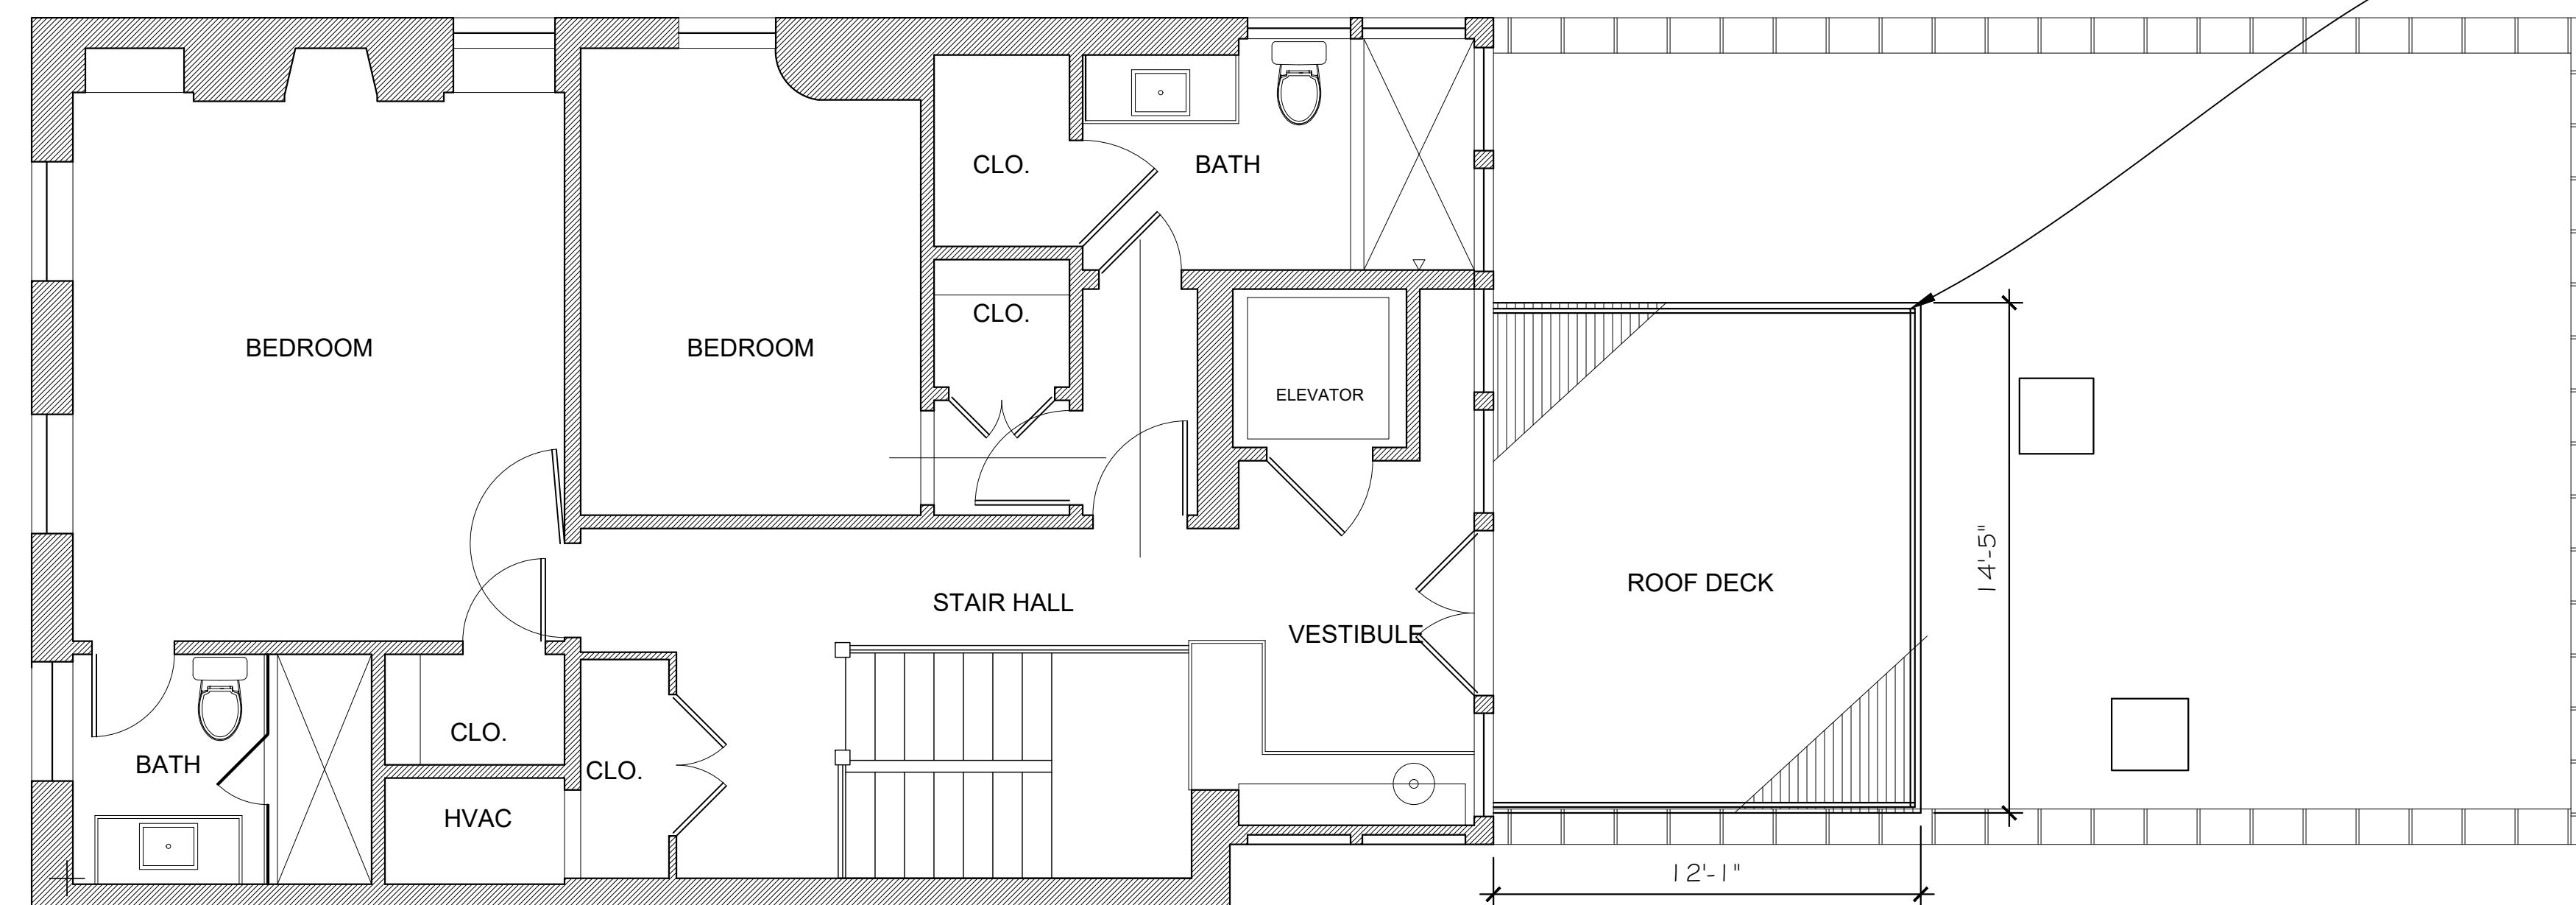 CLO.
BATH
CLO.
BEDROOM
BEDROOM
ELEVATOR
14'-5"
ROOF DECK
STAIR HALL
VESTIBULE
CLO.
BATH
CLO.
HVAC
12'-1"